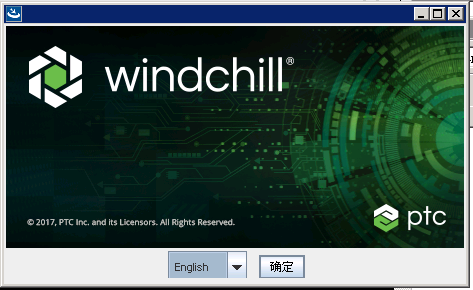 windchill®
© 2017, PTC Inc. and its Licensors. All Rights Reserved.
ptc
English
确定